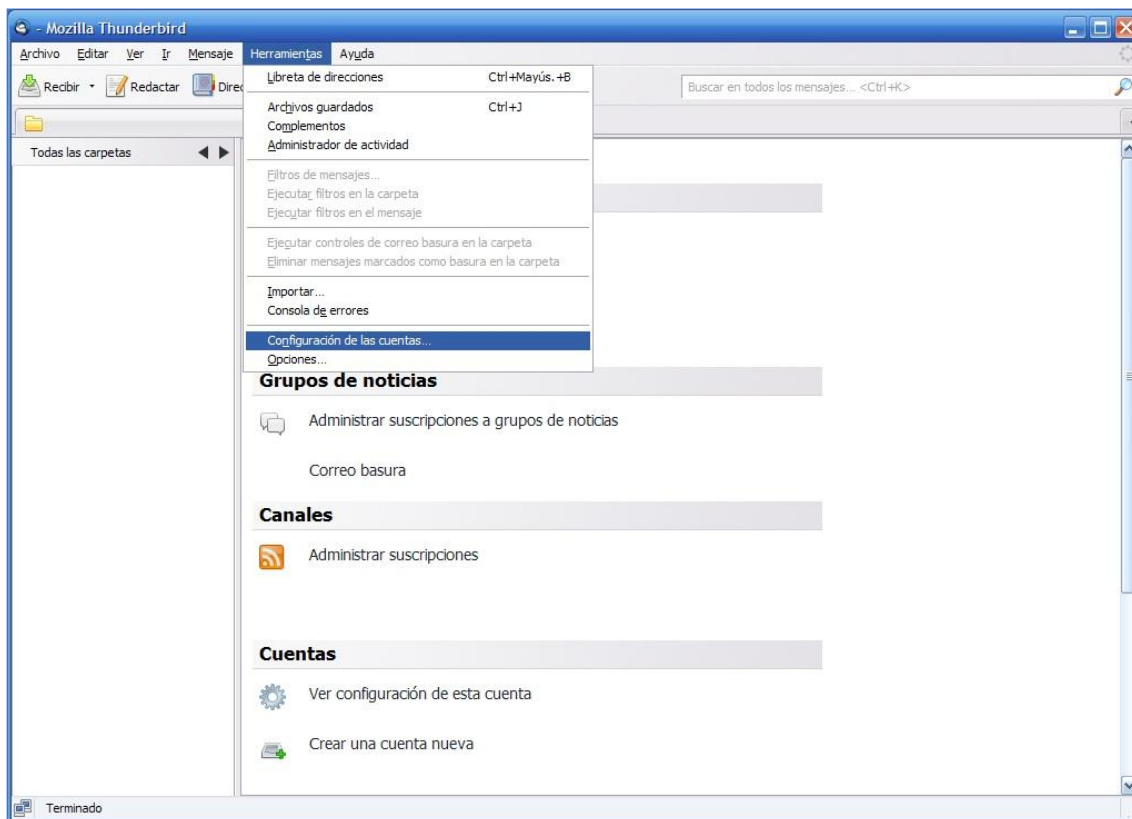 - Mozilla Thunderbird
Archivo Editar Ver Ir Mensaje Herramientas Ayuda
Recibir Redactar Direc
Buscar en todos los mensajes... <Ctrl+K>
Libreta de direcciones Ctrl+Mayús.+B
Archivos guardados Ctrl+J
Complementos
Administrador de actividad
Filtros de mensajes...
Ejecutar filtros en la carpeta
Ejecutar filtros en el mensaje
Ejecutar controles de correo basura en la carpeta
Eliminar mensajes marcados como basura en la carpeta
Importar...
Consola de errores
Configuración de las cuentas...
Opciones...
Todas las carpetas
Grupos de noticias
Administrar suscripciones a grupos de noticias
Correo basura
Canales
Administrar suscripciones
Cuentas
Ver configuración de esta cuenta
Crear una cuenta nueva
Terminado